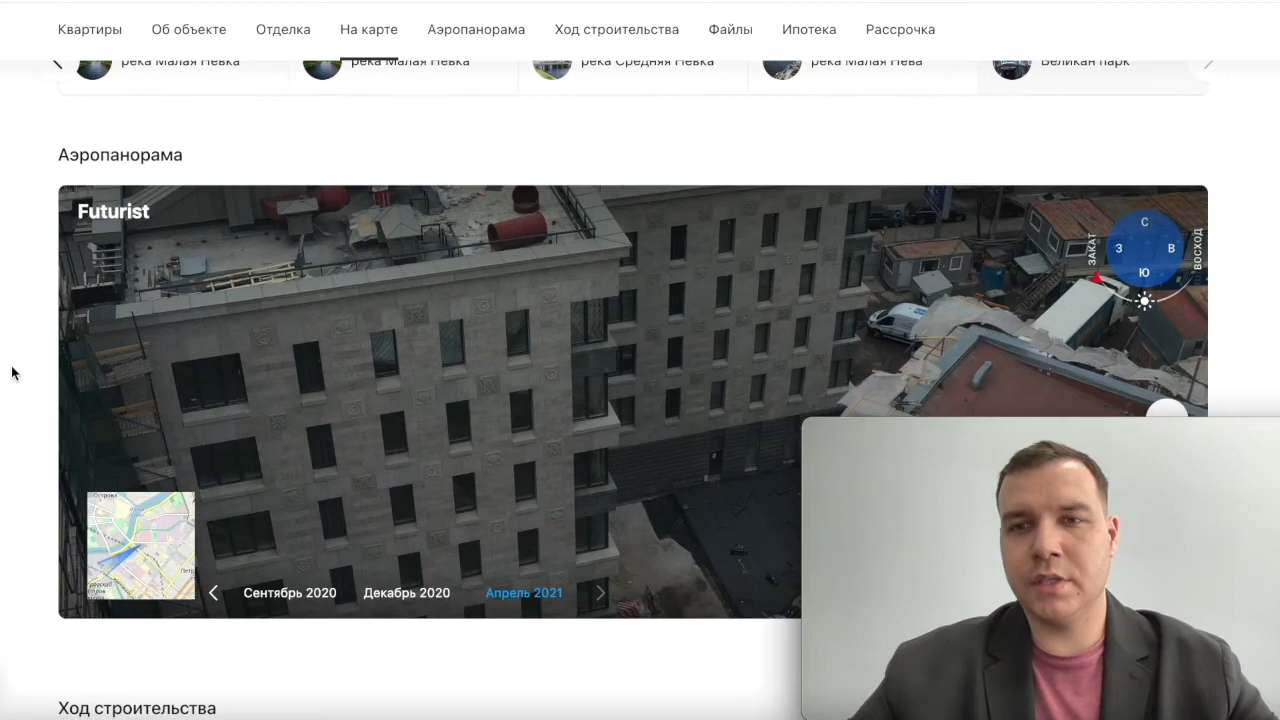 Квартиры Об объекте Отделка На карте Аэропанорама Ход строительства Файлы Ипотека Рассрочка
река Малая Невка река Малая Невка река Средняя Невка река Малая Нева Великан парк
Аэропанорама
Futurist
С
З В
Ю
ЗАКАТ
ВОСХОД
Острова
Сентябрь 2020 Декабрь 2020 Апрель 2021
Ход строительства